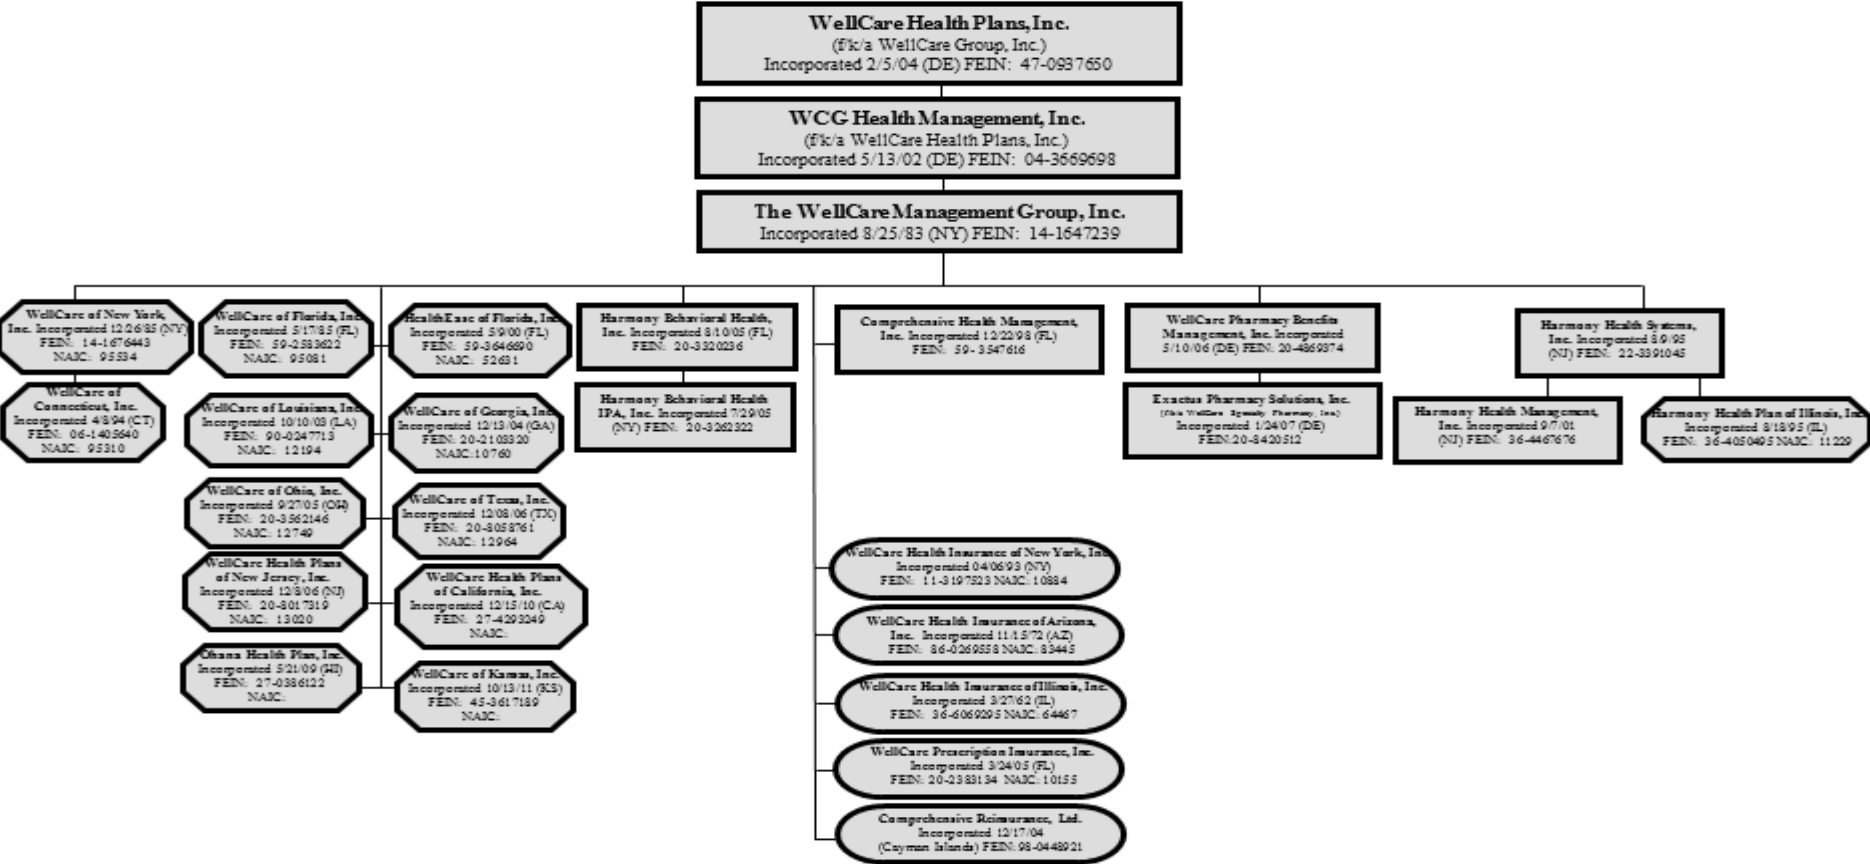 WellCare Health Plans, Inc.
(f/k/a WellCare Group, Inc.)
Incorporated 2/5/04 (DE) FEIN: 47-0937650
WCG Health Management, Inc.
(f/k/a WellCare Health Plans, Inc.)
Incorporated 5/13/02 (DE) FEIN: 04-3669698
The WellCare Management Group, Inc.
Incorporated 8/25/83 (NY) FEIN: 14-1647239
WellCare of New York,
Inc. Incorporated 12/26/85 (NY)
FEIN: 14-1676443
NAIC: 95534
WellCare of
Connecticut, Inc.
Incorporated 4/8/94 (CT)
FEIN: 06-1405640
NAIC: 95310
WellCare of Florida, Inc.
Incorporated 5/17/85 (FL)
FEIN: 59-2583622
NAIC: 95081
HealthEase of Florida, Inc.
Incorporated 5/9/00 (FL)
FEIN: 59-3646690
NAIC: 52631
WellCare of Louisiana, Inc.
Incorporated 10/10/03 (LA)
FEIN: 90-0247713
NAIC: 12194
WellCare of Georgia, Inc.
Incorporated 12/13/04 (GA)
FEIN: 20-2103320
NAIC:10760
WellCare of Ohio, Inc.
Incorporated 9/27/05 (OH)
FEIN: 20-3562146
NAIC: 12749
WellCare of Texas, Inc.
Incorporated 12/08/06 (TX)
FEIN: 20-8058761
NAIC: 12964
WellCare Health Plans
of New Jersey, Inc.
Incorporated 12/8/06 (NJ)
FEIN: 20-8017319
NAIC: 13020
WellCare Health Plans
of California, Inc.
Incorporated 12/15/10 (CA)
FEIN: 27-4293249
NAIC:
Ohana Health Plan, Inc.
Incorporated 5/21/09 (HI)
FEIN: 27-0386122
NAIC:
WellCare of Kansas, Inc.
Incorporated 10/13/11 (KS)
FEIN: 45-3617189
NAIC:
Harmony Behavioral Health,
Inc. Incorporated 8/10/05 (FL)
FEIN: 20-3320236
Harmony Behavioral Health
IPA, Inc. Incorporated 7/29/05
(NY) FEIN: 20-3262322
Comprehensive Health Management,
Inc. Incorporated 12/22/98 (FL)
FEIN: 59- 3547616
WellCare Health Insurance of New York, Inc.
Incorporated 04/06/93 (NY)
FEIN: 11-3197523 NAIC: 10884
WellCare Health Insurance of Arizona,
Inc. Incorporated 11/15/72 (AZ)
FEIN: 86-0269558 NAIC: 83445
WellCare Health Insurance of Illinois, Inc.
Incorporated 3/27/62 (IL)
FEIN: 36-6069295 NAIC: 64467
WellCare Prescription Insurance, Inc.
Incorporated 3/24/05 (FL)
FEIN: 20-2383134 NAIC: 10155
Comprehensive Reinsurance, Ltd.
Incorporated 12/17/04
(Cayman Islands) FEIN: 98-0448921
WellCare Pharmacy Benefits
Management, Inc. Incorporated
5/10/06 (DE) FEIN: 20-4869374
Exactus Pharmacy Solutions, Inc.
(f/k/a WellCare Specialty Pharmacy, Inc.)
Incorporated 1/24/07 (DE)
FEIN:20-8420512
Harmony Health Systems,
Inc. Incorporated 8/9/95
(NJ) FEIN: 22-3391045
Harmony Health Management,
Inc. Incorporated 9/7/01
(NJ) FEIN: 36-4467676
Harmony Health Plan of Illinois, Inc.
Incorporated 8/18/95 (IL)
FEIN: 36-4050495 NAIC: 11229